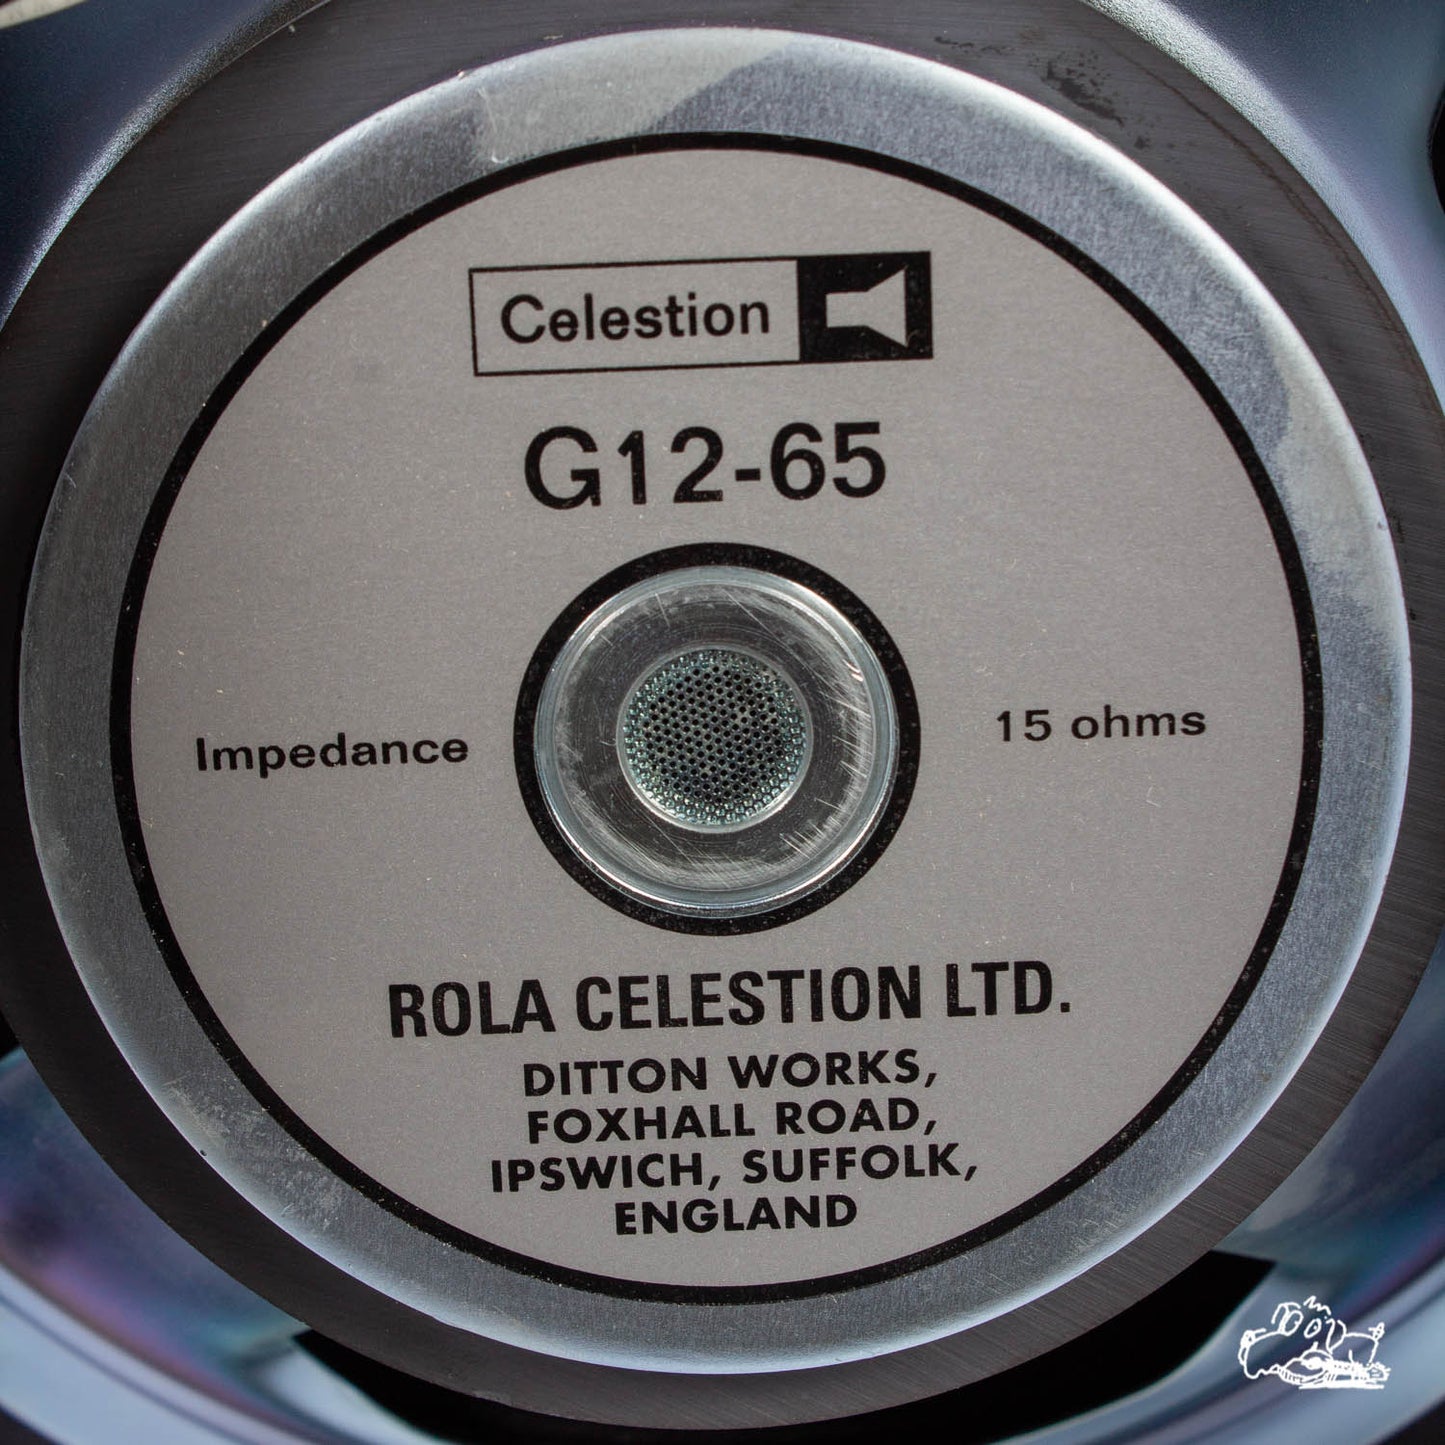 Celestion
G12-65
Impedance 15 ohms
ROLA CELESTION LTD.
DITTON WORKS,
FOXHALL ROAD,
IPSWICH, SUFFOLK,
ENGLAND